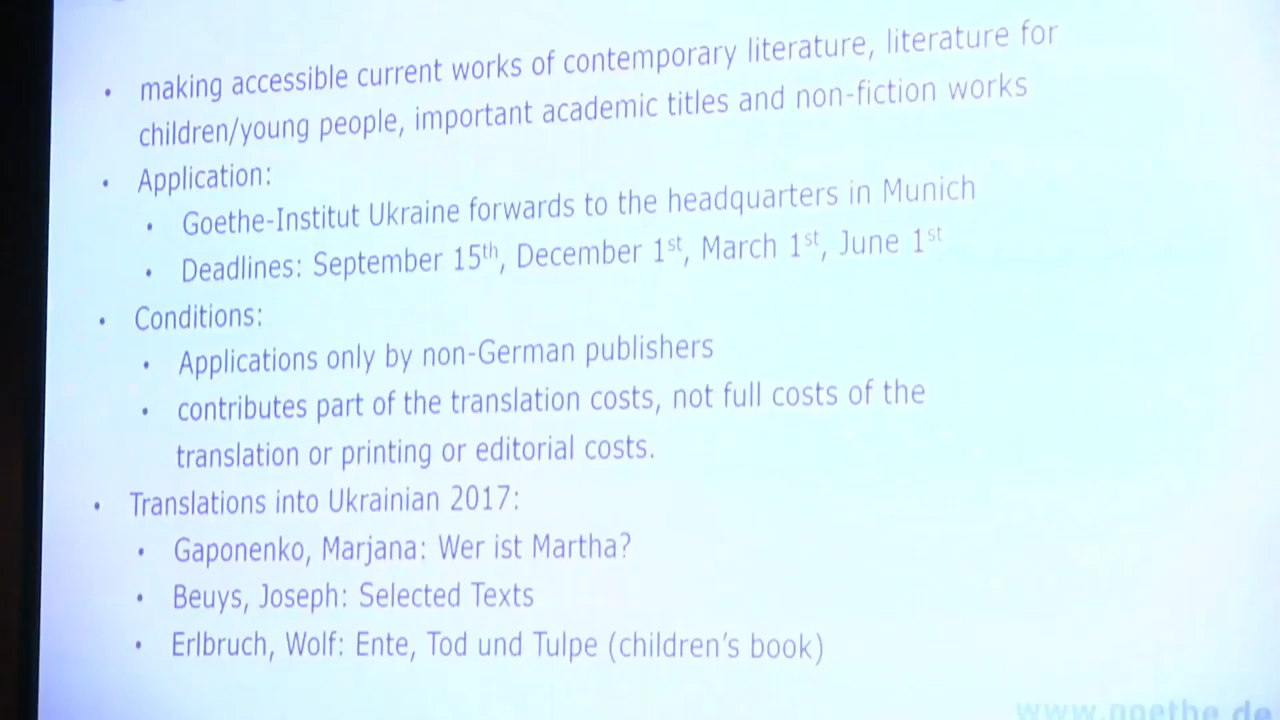 • making accessible current works of contemporary literature, literature for
children/young people, important academic titles and non-fiction works
• Application:
• Goethe-Institut Ukraine forwards to the headquarters in Munich
• Deadlines: September 15th, December 1st, March 1st, June 1st
• Conditions:
• Applications only by non-German publishers
• contributes part of the translation costs, not full costs of the
translation or printing or editorial costs.
• Translations into Ukrainian 2017:
• Gaponenko, Marjana: Wer ist Martha?
• Beuys, Joseph: Selected Texts
• Erlbruch, Wolf: Ente, Tod und Tulpe (children's book)
www.goethe.de